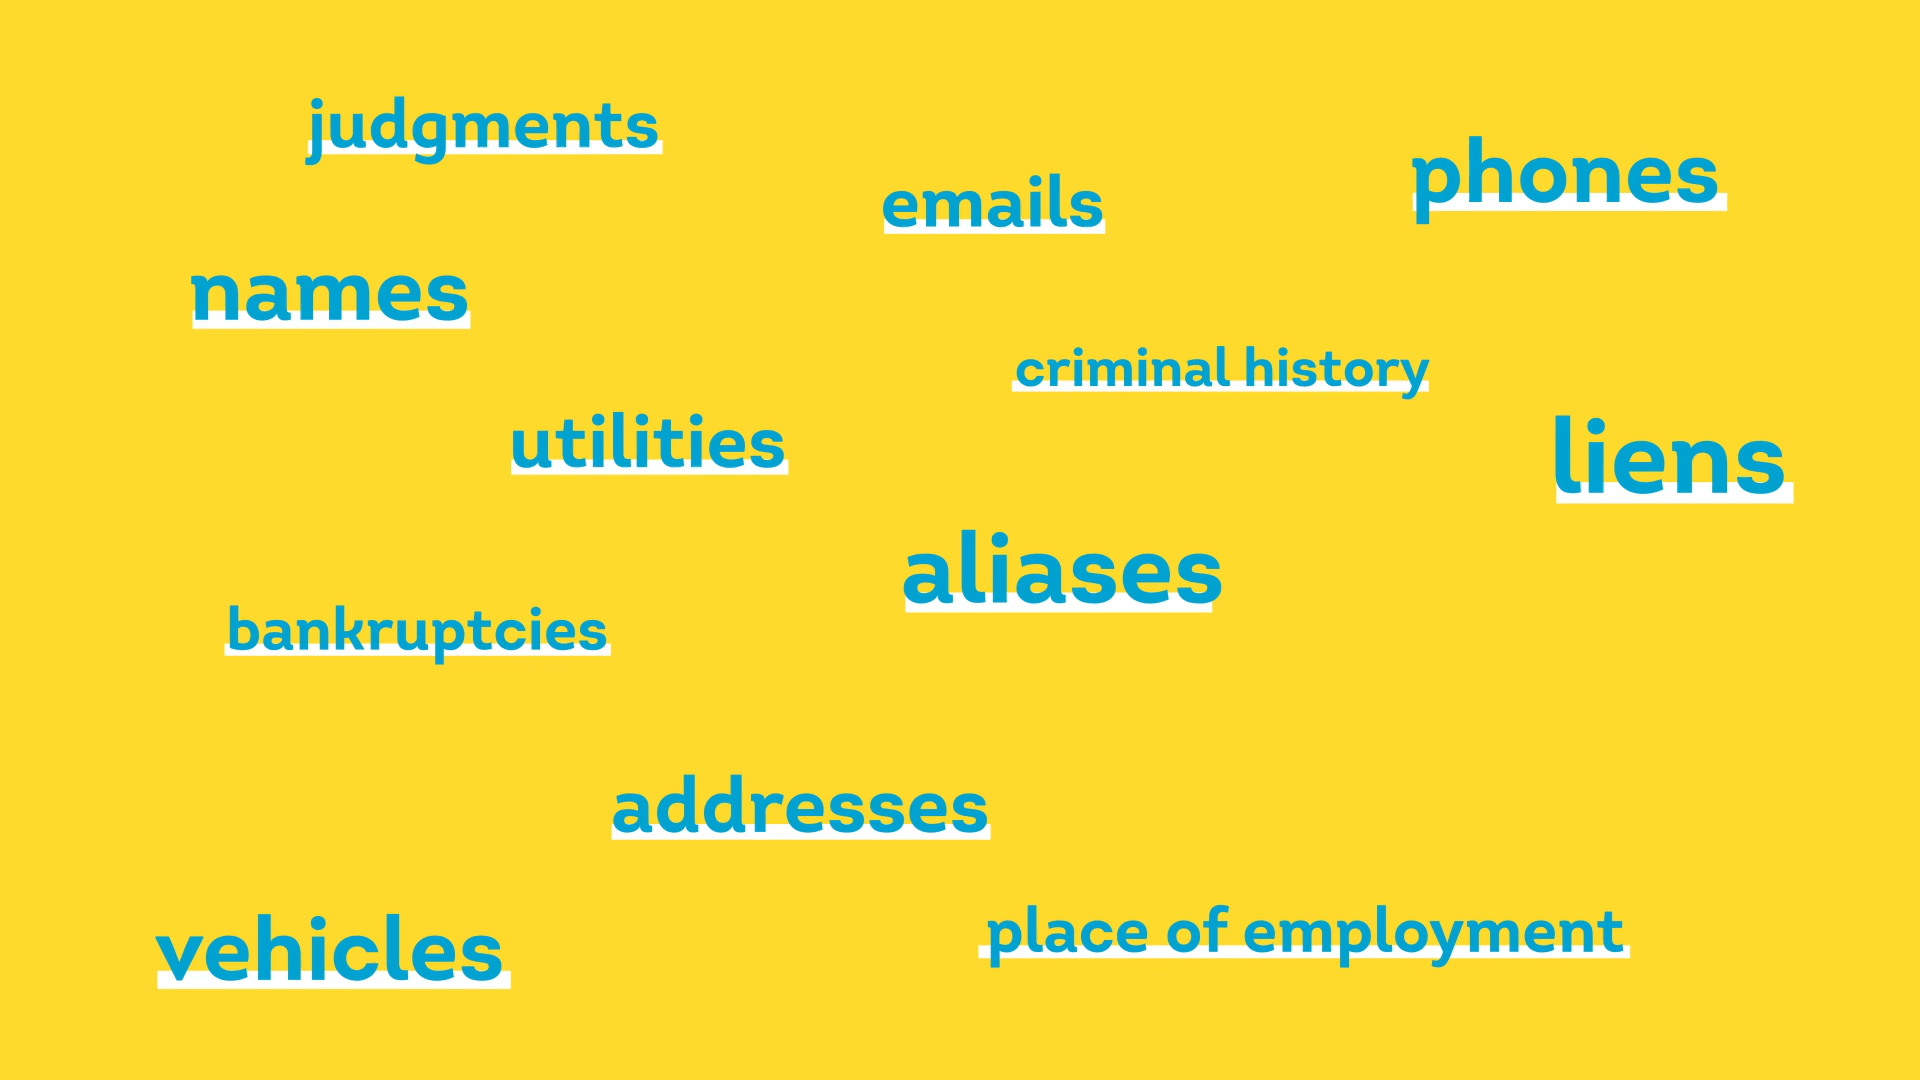 judgments
emails
phones
names
criminal history
utilities
liens
aliases
bankruptcies
addresses
vehicles
place of employment